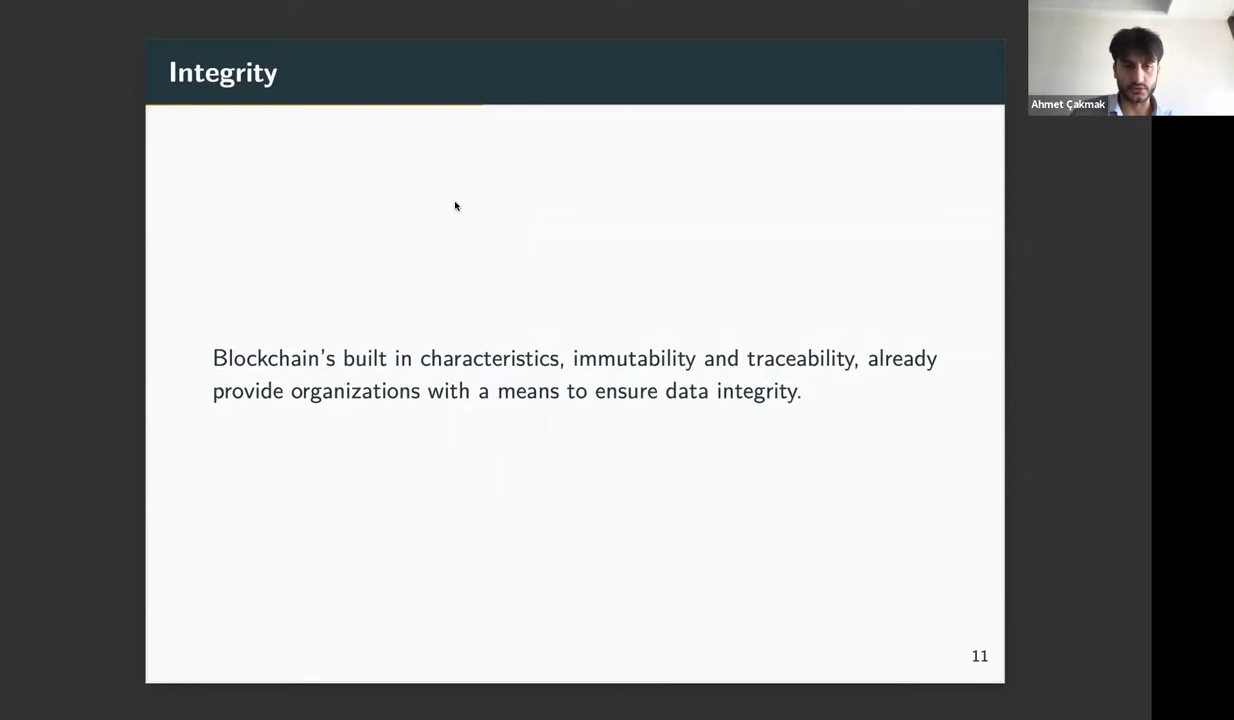 Integrity
Ahmet Çakmak
Blockchain's built in characteristics, immutability and traceability, already
provide organizations with a means to ensure data integrity.
11